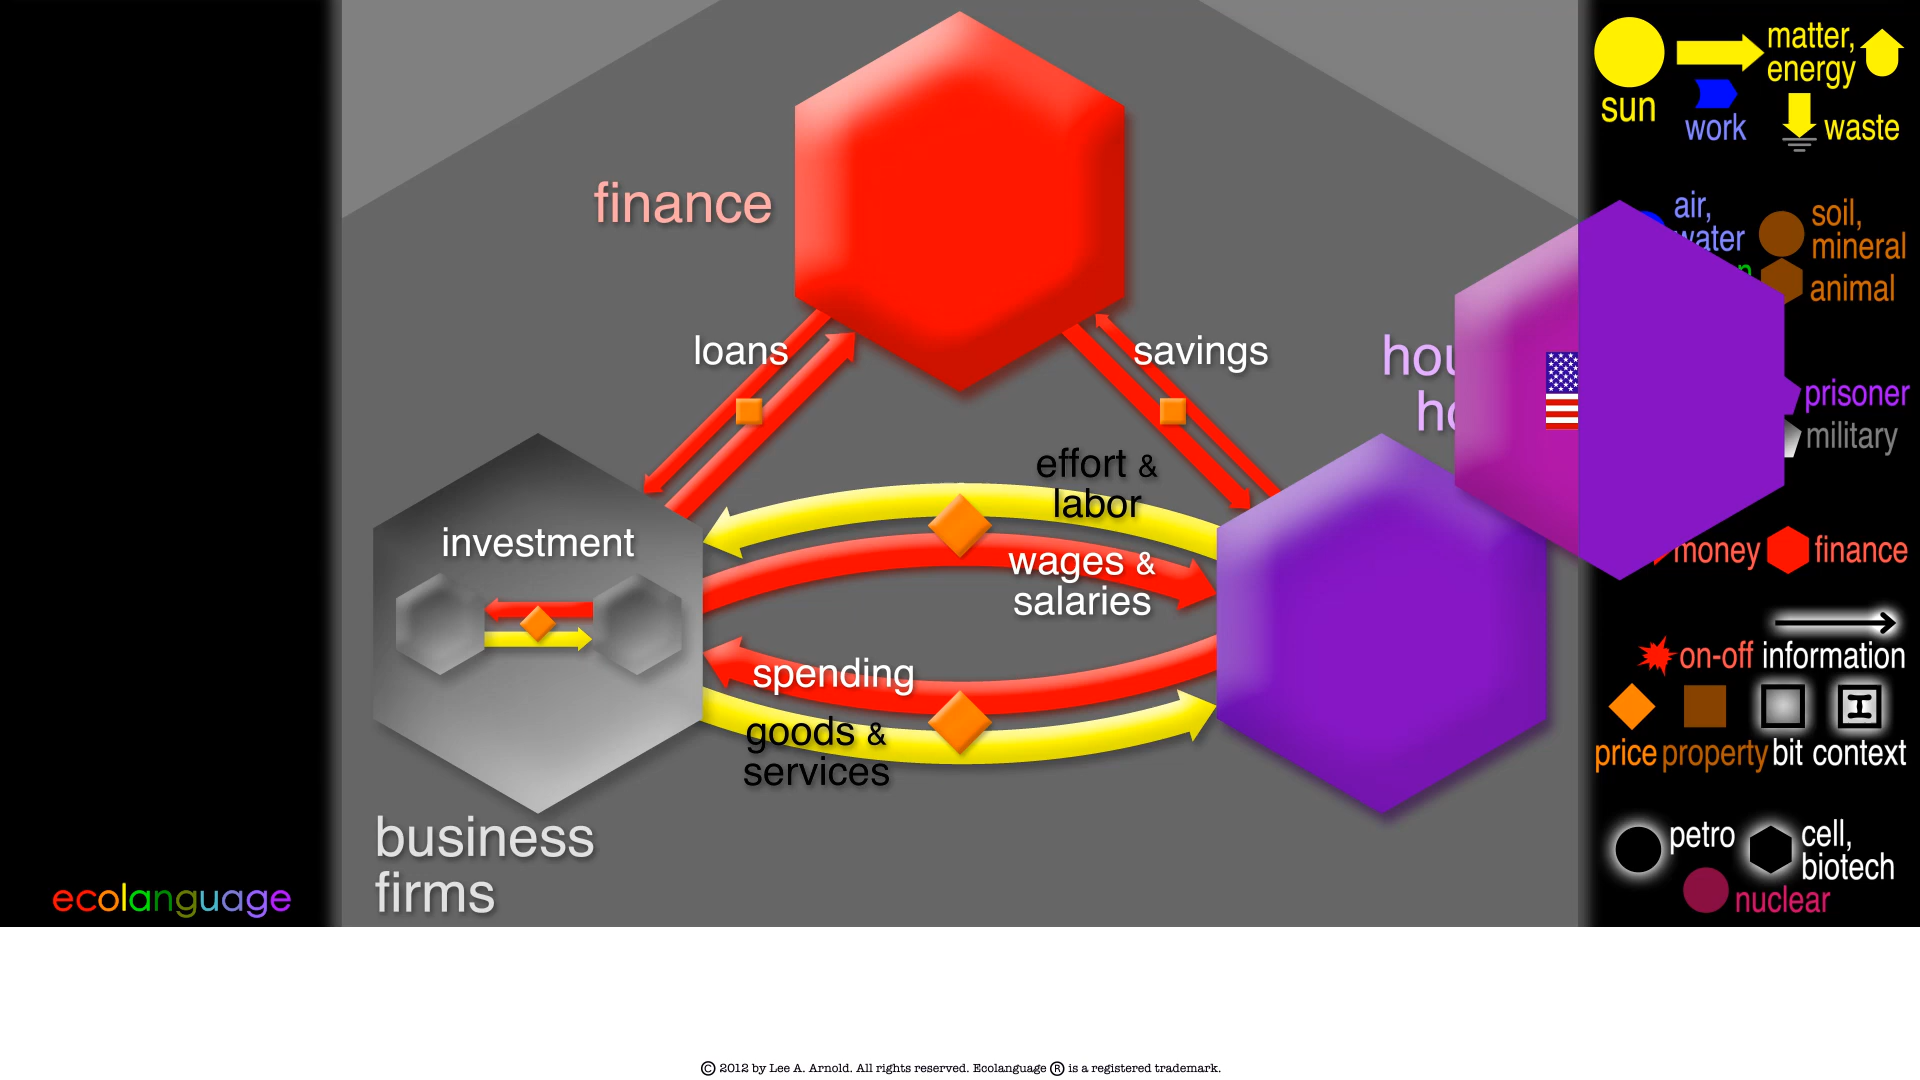 finance
loans
savings
effort &
labor
investment
wages &
salaries
spending
goods &
services
business
firms
ecolanguage
sun
matter,
energy
work
waste
air,
water
soil,
mineral
animal
prisoner
military
money
finance
on-off
information
price
property
bit
context
petro
cell,
biotech
nuclear
© 2012 by Lee A. Arnold. All rights reserved. Ecolanguage ® is a registered trademark.